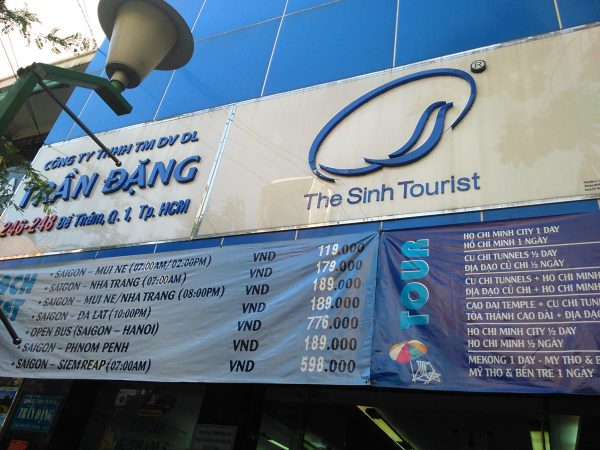 CÔNG TY TNHH TM DV DL
TRẦN ĐẶNG
246-248 Đề Thám, Q. 1, Tp. HCM
®
The Sinh Tourist
• SAIGON – MUI NE (07:00AM/02:00PM) VND 119.000
• SAIGON – NHA TRANG (07:00AM) VND 179.000
• SAIGON – MUI NE/NHA TRANG (08:00PM) VND 189.000
• SAIGON – ĐA LAT (10:00PM) VND 189.000
• OPEN BUS (SAIGON – HANOI) VND 776.000
• SAIGON – PHNOM PENH VND 189.000
• SAIGON – SIEM REAP (07:00AM) VND 598.000
TOUR
HO CHI MINH CITY 1 DAY
HỒ CHÍ MINH 1 NGÀY
CU CHI TUNNELS ½ DAY
ĐỊA ĐẠO CỦ CHI ½ NGÀY
CU CHI TUNNELS + HO CHI MINH
ĐỊA ĐẠO CỦ CHI + HỒ CHÍ
CAO DAI TEMPLE + CU CHI TUNNELS
TÒA THÁNH CAO ĐÀI + ĐỊA
HO CHI MINH CITY ½ DAY
HỒ CHÍ MINH ½ NGÀY
MEKONG 1 DAY - MY THO & B
MỸ THO & BẾN TRE 1 NGÀY
TRẦN ĐẶNG